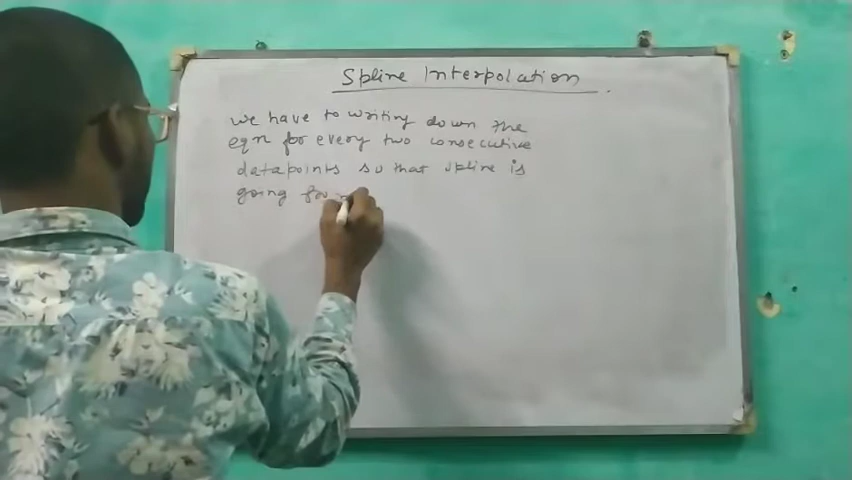 Spline Interpolation
we have to writing down the
eqn for every two consecutive
datapoints so that spline is
going